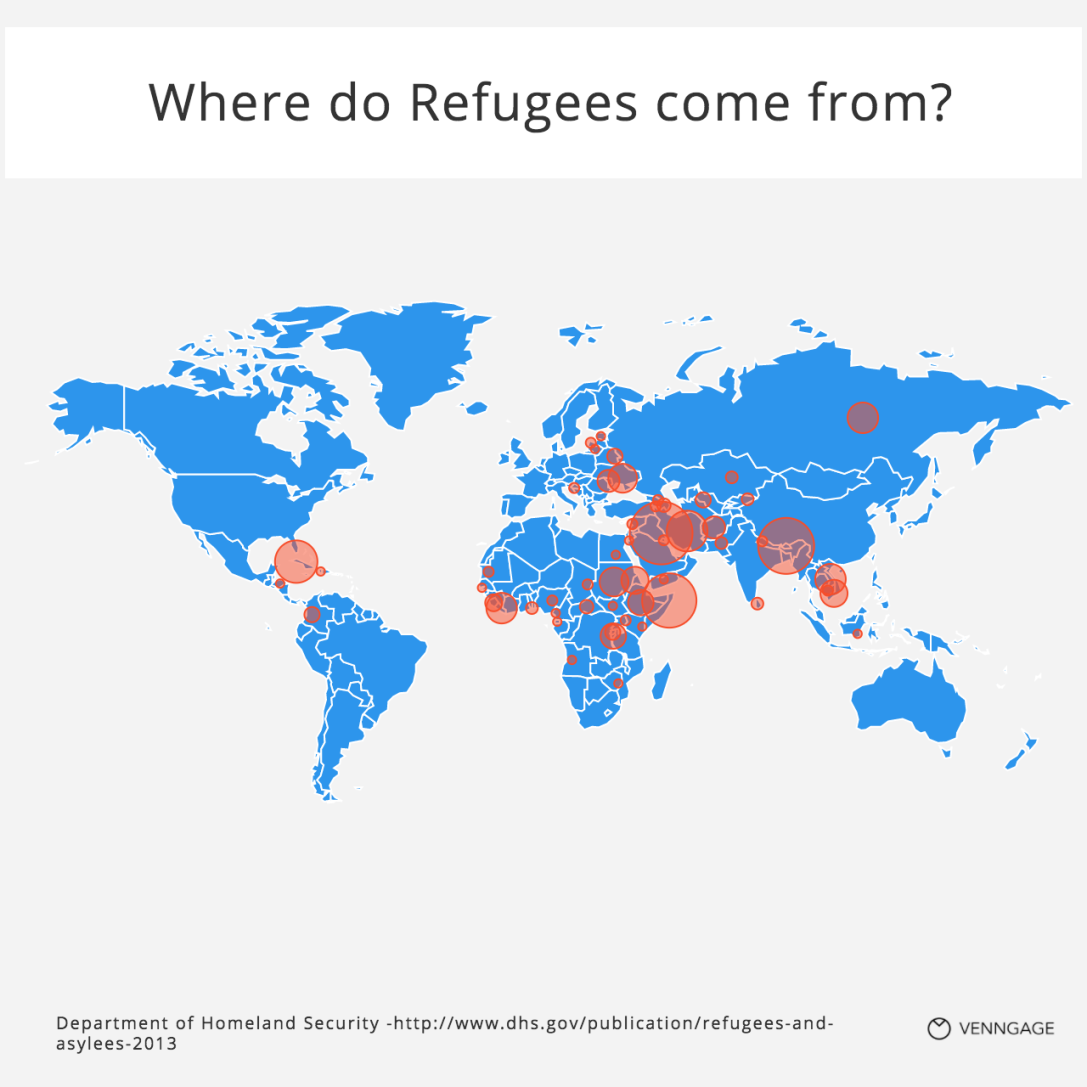 Where do Refugees come from?
Department of Homeland Security -http://www.dhs.gov/publication/refugees-and-
asylees-2013
VENNGAGE